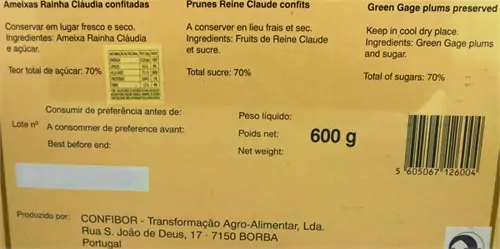 Ameixas Rainha Cláudia confitadas
Conservar em lugar fresco e seco.
Ingredientes: Ameixa Rainha Cláudia
e açúcar.
Teor total de açúcar: 70%
Prunes Reine Claude confits
A conserver en lieu frais et sec.
Ingredients: Fruits de Reine Claude
et sucre.
Total sucre: 70%
Green Gage plums preserved
Keep in cool dry place.
Ingredients: Green Gage plums
and sugar.
Total of sugars: 70%
Consumir de preferência antes de:
Lote nº A consommer de preference avant:
Best before end:
Peso líquido:
Poids net: 600 g
Net weight:
5 605067 126004
Produzido por: CONFIBOR - Transformação Agro-Alimentar, Lda.
Rua S. João de Deus, 17 - 7150 BORBA
Portugal